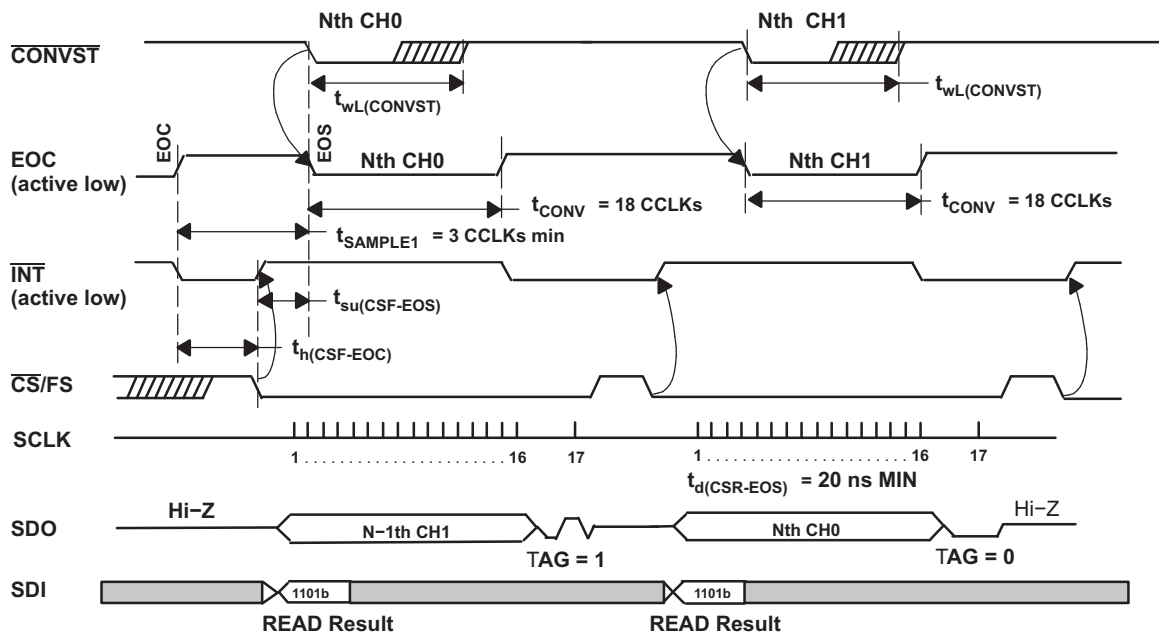 Nth CH0
Nth CH1
CONVST
twL(CONVST)
twL(CONVST)
EOC
EOS
EOC
(active low)
Nth CH0
Nth CH1
tCONV = 18 CCLKs
tCONV = 18 CCLKs
tSAMPLE1 = 3 CCLKs min
INT
(active low)
tsu(CSF-EOS)
th(CSF-EOC)
CS/FS
SCLK
1 . . . . . . . . . . . . . . . . . . . . . . 16 17
1 . . . . . . . . . . . . . . . . . . . . . . 16 17
td(CSR-EOS) = 20 ns MIN
Hi−Z
Hi−Z
SDO
N−1th CH1
Nth CH0
TAG = 1
TAG = 0
SDI
1101b
1101b
READ Result
READ Result